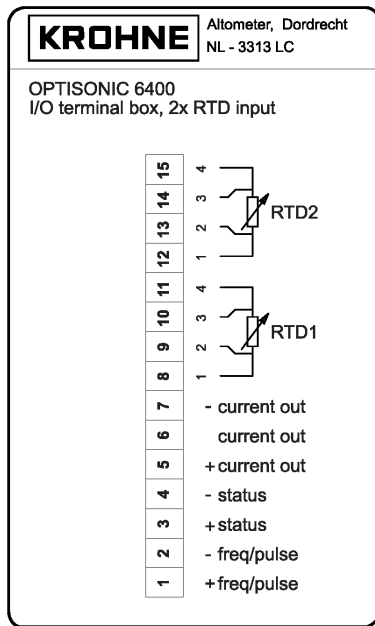 KROHNE
Altometer, Dordrecht
NL - 3313 LC
OPTISONIC 6400
I/O terminal box, 2x RTD input
15 4
14 3
RTD2
13 2
12 1
11 4
10 3
RTD1
9 2
8 1
7 - current out
6 current out
5 + current out
4 - status
3 + status
2 - freq/pulse
1 + freq/pulse